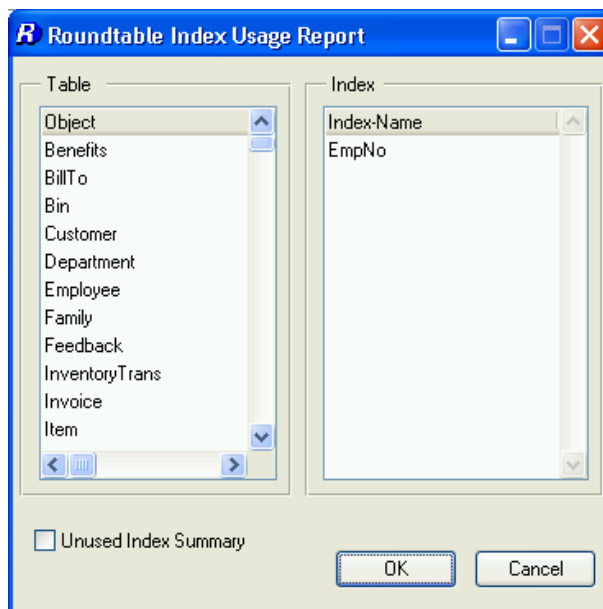 R Roundtable Index Usage Report
Table
Object
Benefits
BillTo
Bin
Customer
Department
Employee
Family
Feedback
InventoryTrans
Invoice
Item
Index
Index-Name
EmpNo
Unused Index Summary
OK
Cancel